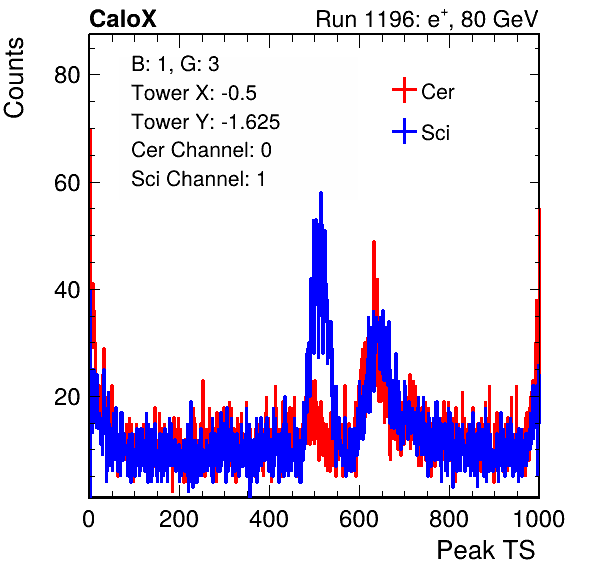 CaloX Run 1196: e⁺, 80 GeV
Counts
B: 1, G: 3
Tower X: -0.5
Tower Y: -1.625
Cer Channel: 0
Sci Channel: 1
Cer
Sci
80
60
40
20
0 200 400 600 800 1000
Peak TS